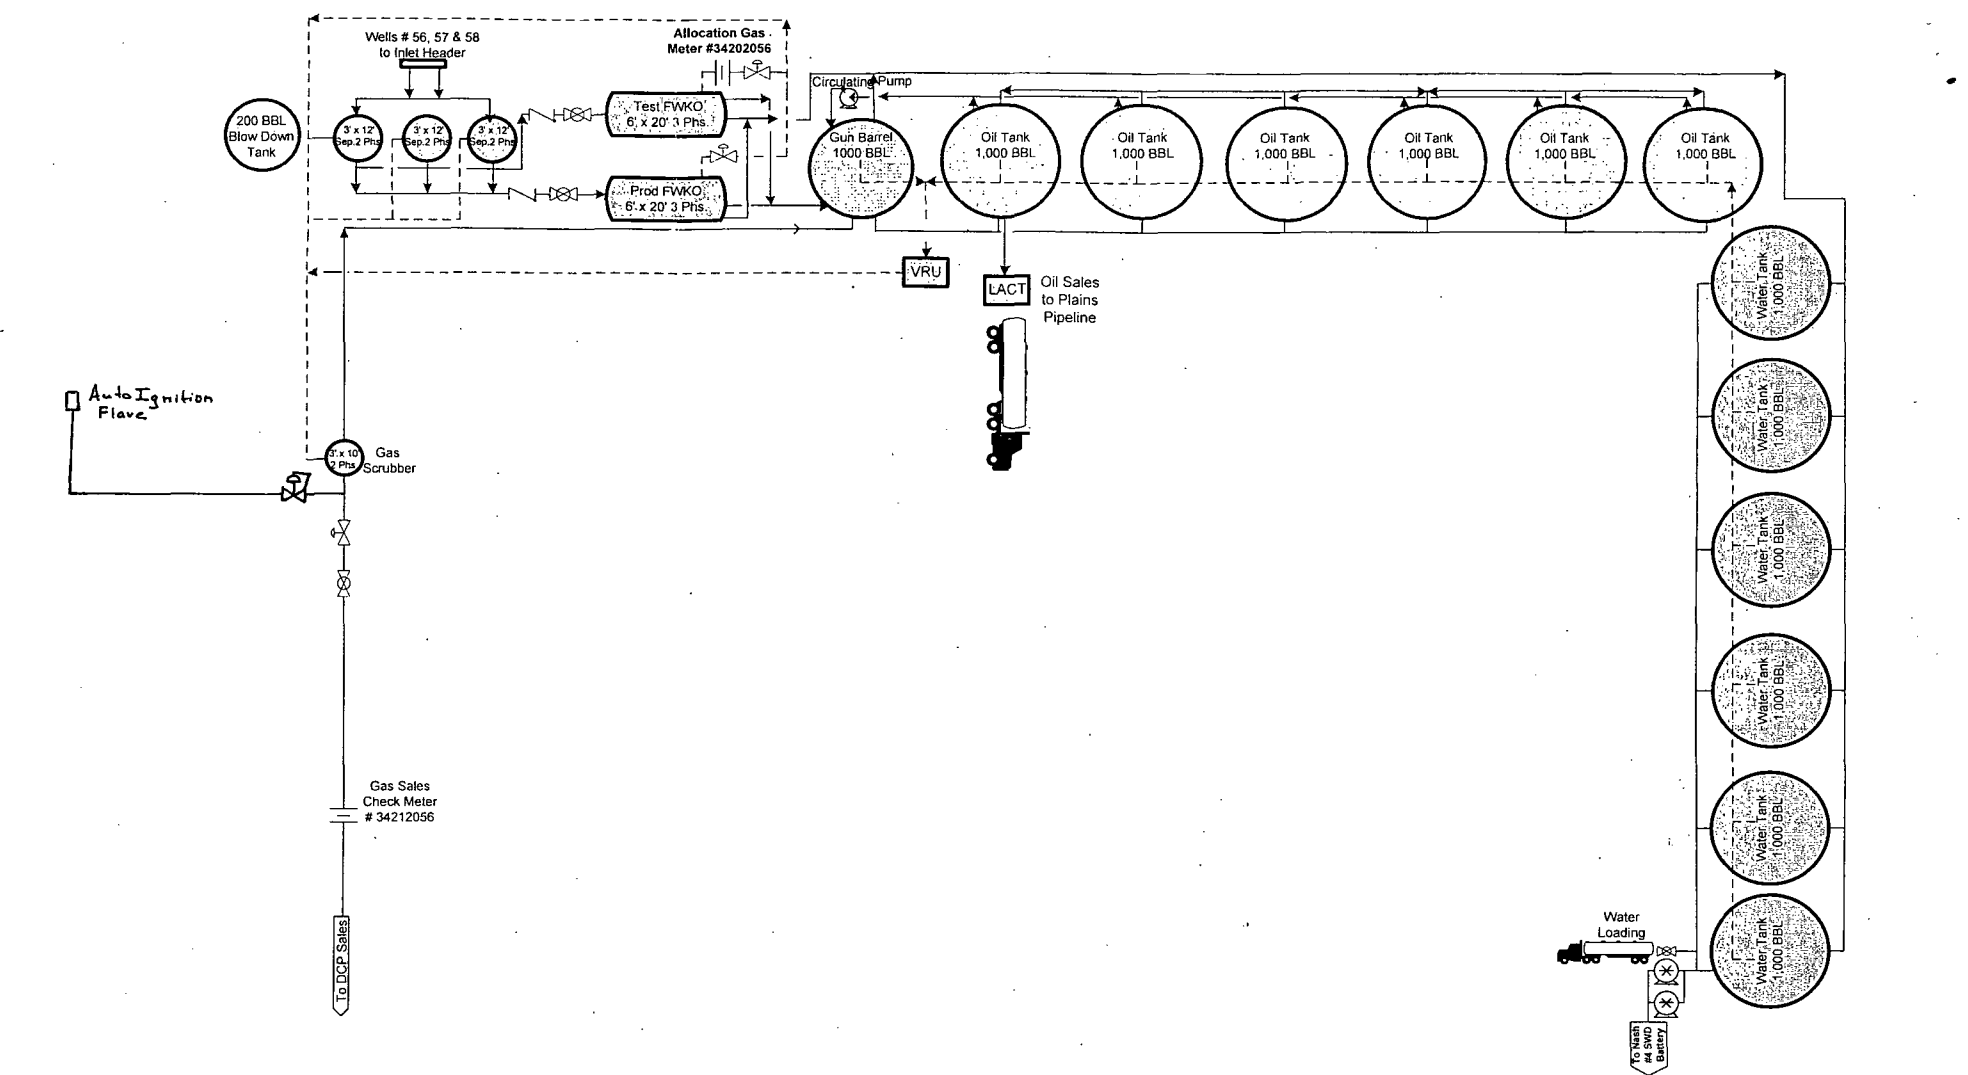 Wells # 56, 57 & 58
to Inlet Header
Allocation Gas
Meter #34202056
200 BBL
Blow Down
Tank
3' x 12'
Sep.2 Phs
3' x 12'
Sep.2 Phs
3' x 12'
Sep.2 Phs
Test FWKO
6'. x 20' 3 Phs.
Prod FWKO
6' x 20' 3 Phs.
Circulating Pump
Gun Barrel
1000 BBL
Oil Tank
1,000 BBL
Oil Tank
1,000 BBL
Oil Tank
1,000 BBL
Oil Tank
1,000 BBL
Oil Tank
1,000 BBL
Oil Tank
1,000 BBL
VRU
LACT
Oil Sales
to Plains
Pipeline
Auto Ignition
Flare
3' x 10'
2 Phs
Gas
Scrubber
Gas Sales
Check Meter
# 34212056
To DCP Sales
Water Tank
1,000 BBL
Water Tank
1,000 BBL
Water Tank
1,000 BBL
Water Tank
1,000 BBL
Water Tank
1,000 BBL
Water Tank
1,000 BBL
Water
Loading
To Nash
#4 SWD
Battery